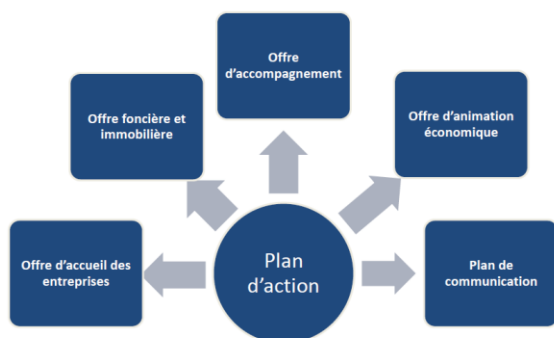 Offre
d'accompagnement
Offre foncière et
immobilière
Offre d'animation
économique
Offre d'accueil des
entreprises
Plan
d'action
Plan de
communication